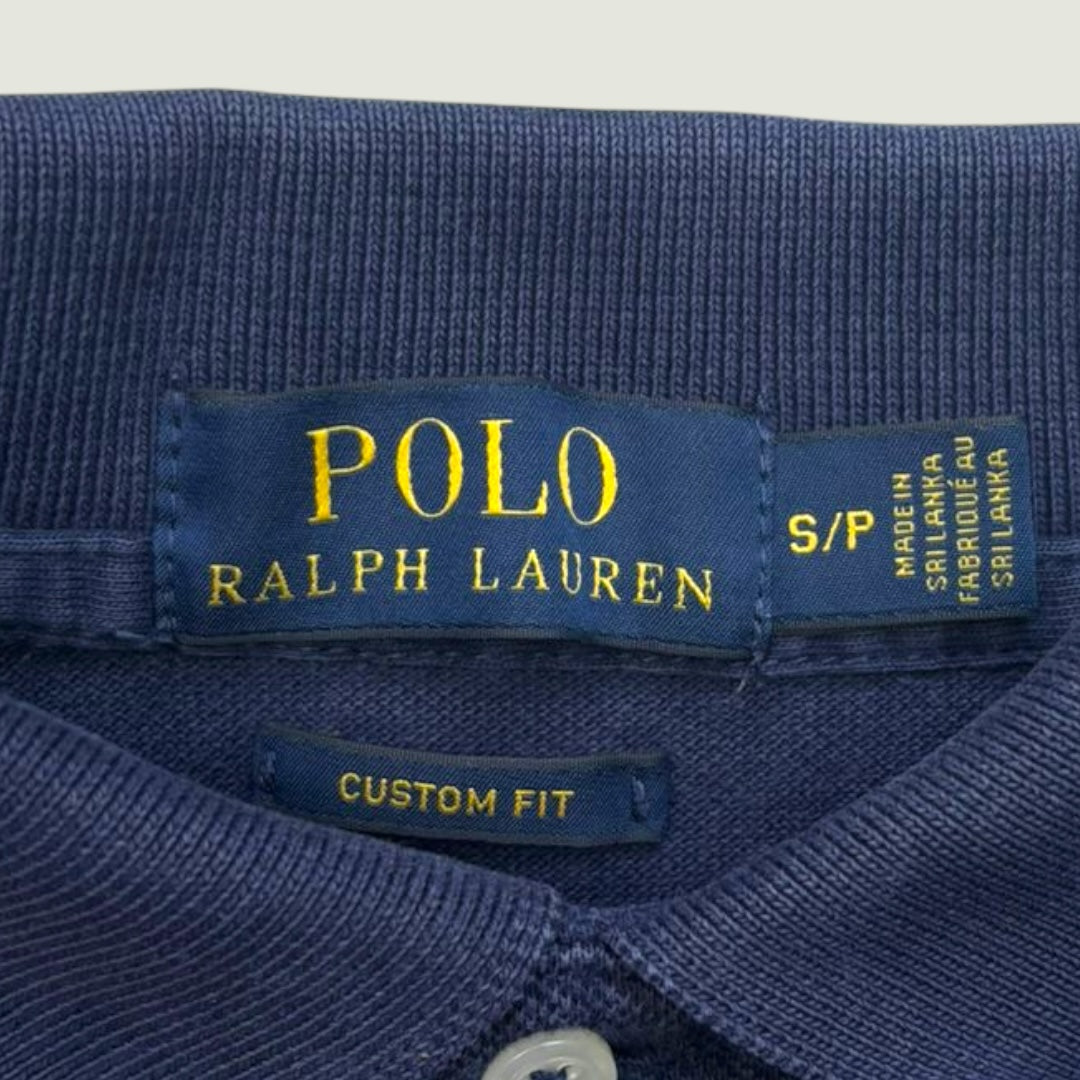 POLO
RALPH LAUREN
S/P
MADE IN
SRI LANKA
FABRIQUÉ AU
SRI LANKA
CUSTOM FIT